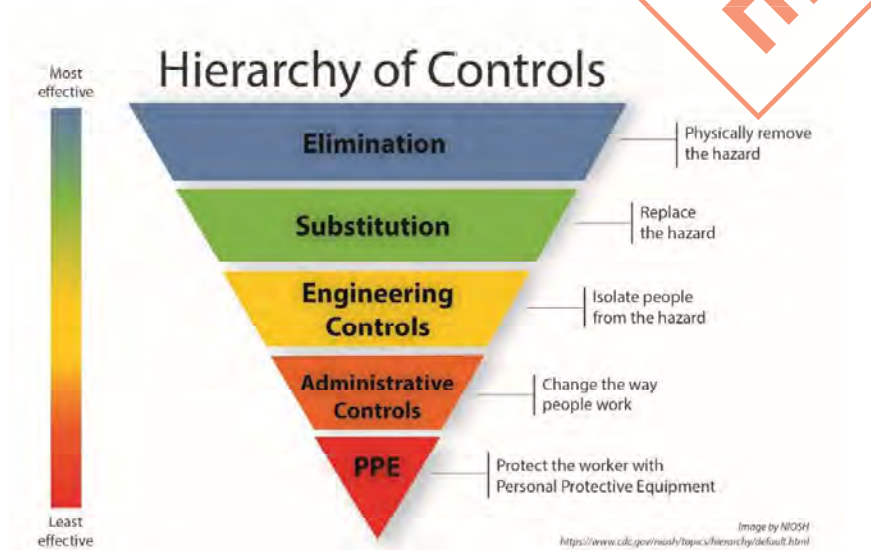 Hierarchy of Controls
Most
effective
Elimination
Physically remove
the hazard
Substitution
Replace
the hazard
Engineering
Controls
Isolate people
from the hazard
Administrative
Controls
Change the way
people work
PPE
Protect the worker with
Personal Protective Equipment
Least
effective
Image by NIOSH
https://www.cdc.gov/niosh/topics/hierarchy/default.html